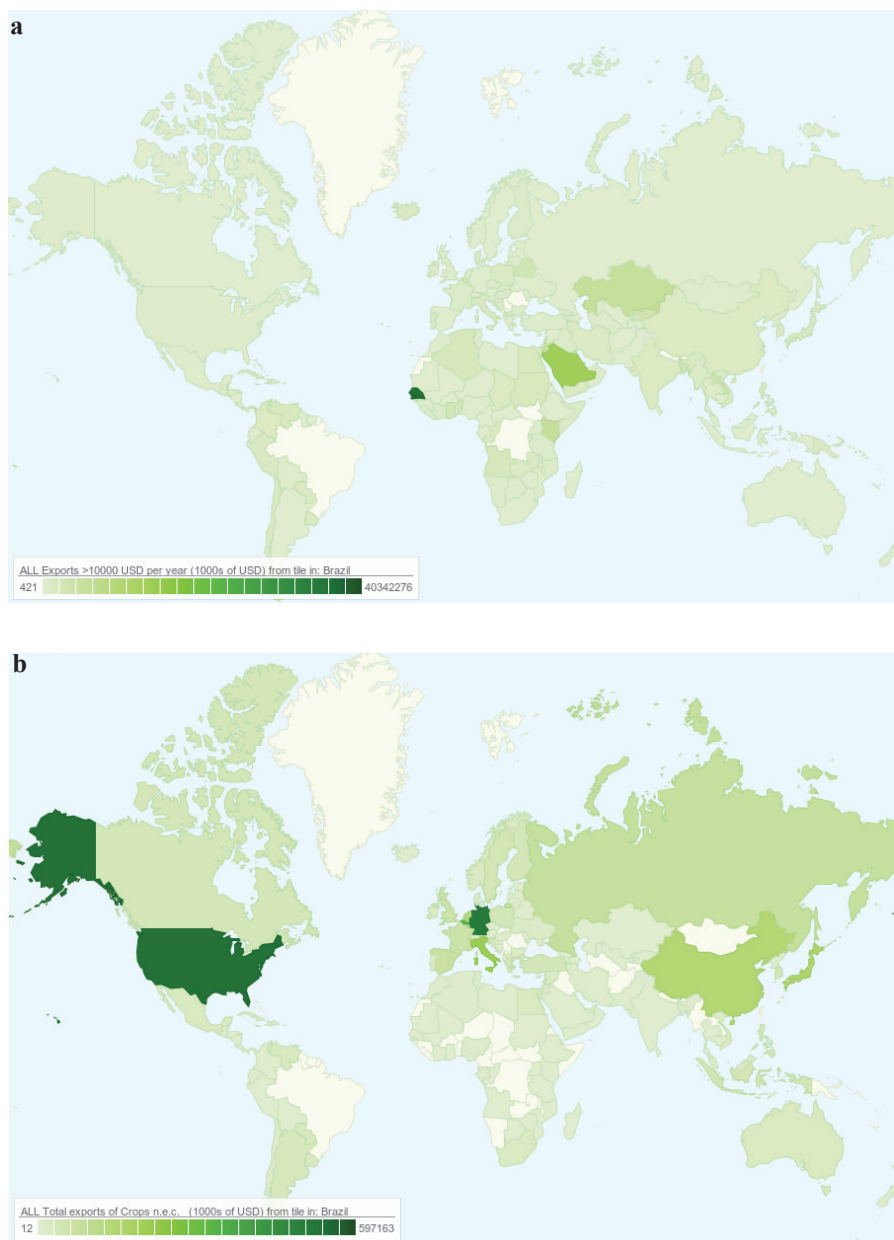 a
ALL Exports >10000 USD per year (1000s of USD) from tile in: Brazil
421 40342276
b
ALL Total exports of Crops n.e.c. (1000s of USD) from tile in: Brazil
12 597163